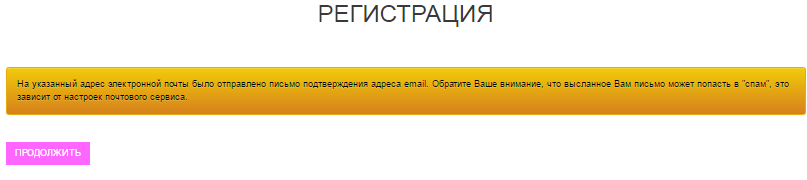 РЕГИСТРАЦИЯ
На указанный адрес электронной почты было отправлено письмо подтверждения адреса email. Обратите Ваше внимание, что высланное Вам письмо может попасть в "спам", это
зависит от настроек почтового сервиса.
ПРОДОЛЖИТЬ